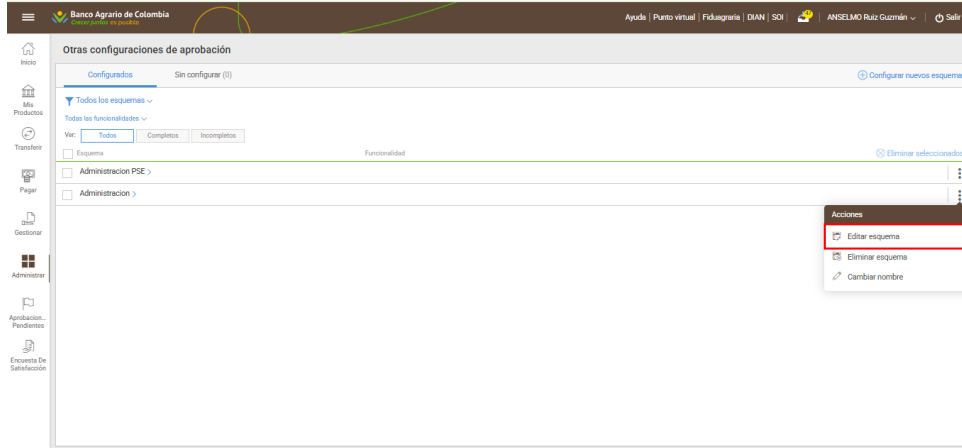 Banco Agrario de Colombia
Crecer juntos es posible
Ayuda | Punto virtual | Fiduagraria | DIAN | SOI | ANSELMO Ruiz Guzmán Salir
Inicio
Mis
Productos
Transferir
Pagar
Gestionar
Administrar
Aprobacion...
Pendientes
Encuesta De
Satisfacción
Otras configuraciones de aprobación
Configurados Sin configurar (0) Configurar nuevos esquema
Todos los esquemas
Todas las funcionalidades
Ver: Todos Completos Incompletos
Esquema Funcionalidad Eliminar seleccionados
Administracion PSE >
Administracion >
Acciones
Editar esquema
Eliminar esquema
Cambiar nombre